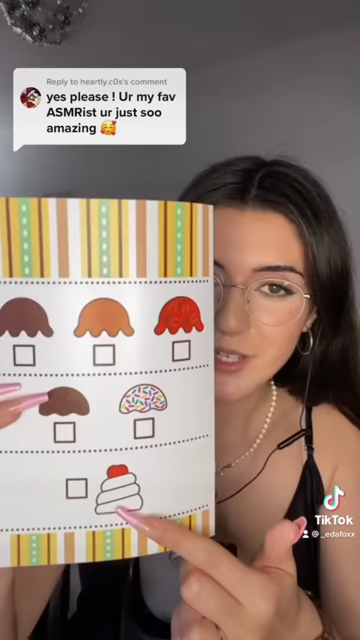 Reply to heartly.c0s's comment
yes please ! Ur my fav
ASMRist ur just soo
amazing 🥰
TikTok
@_edafoxx